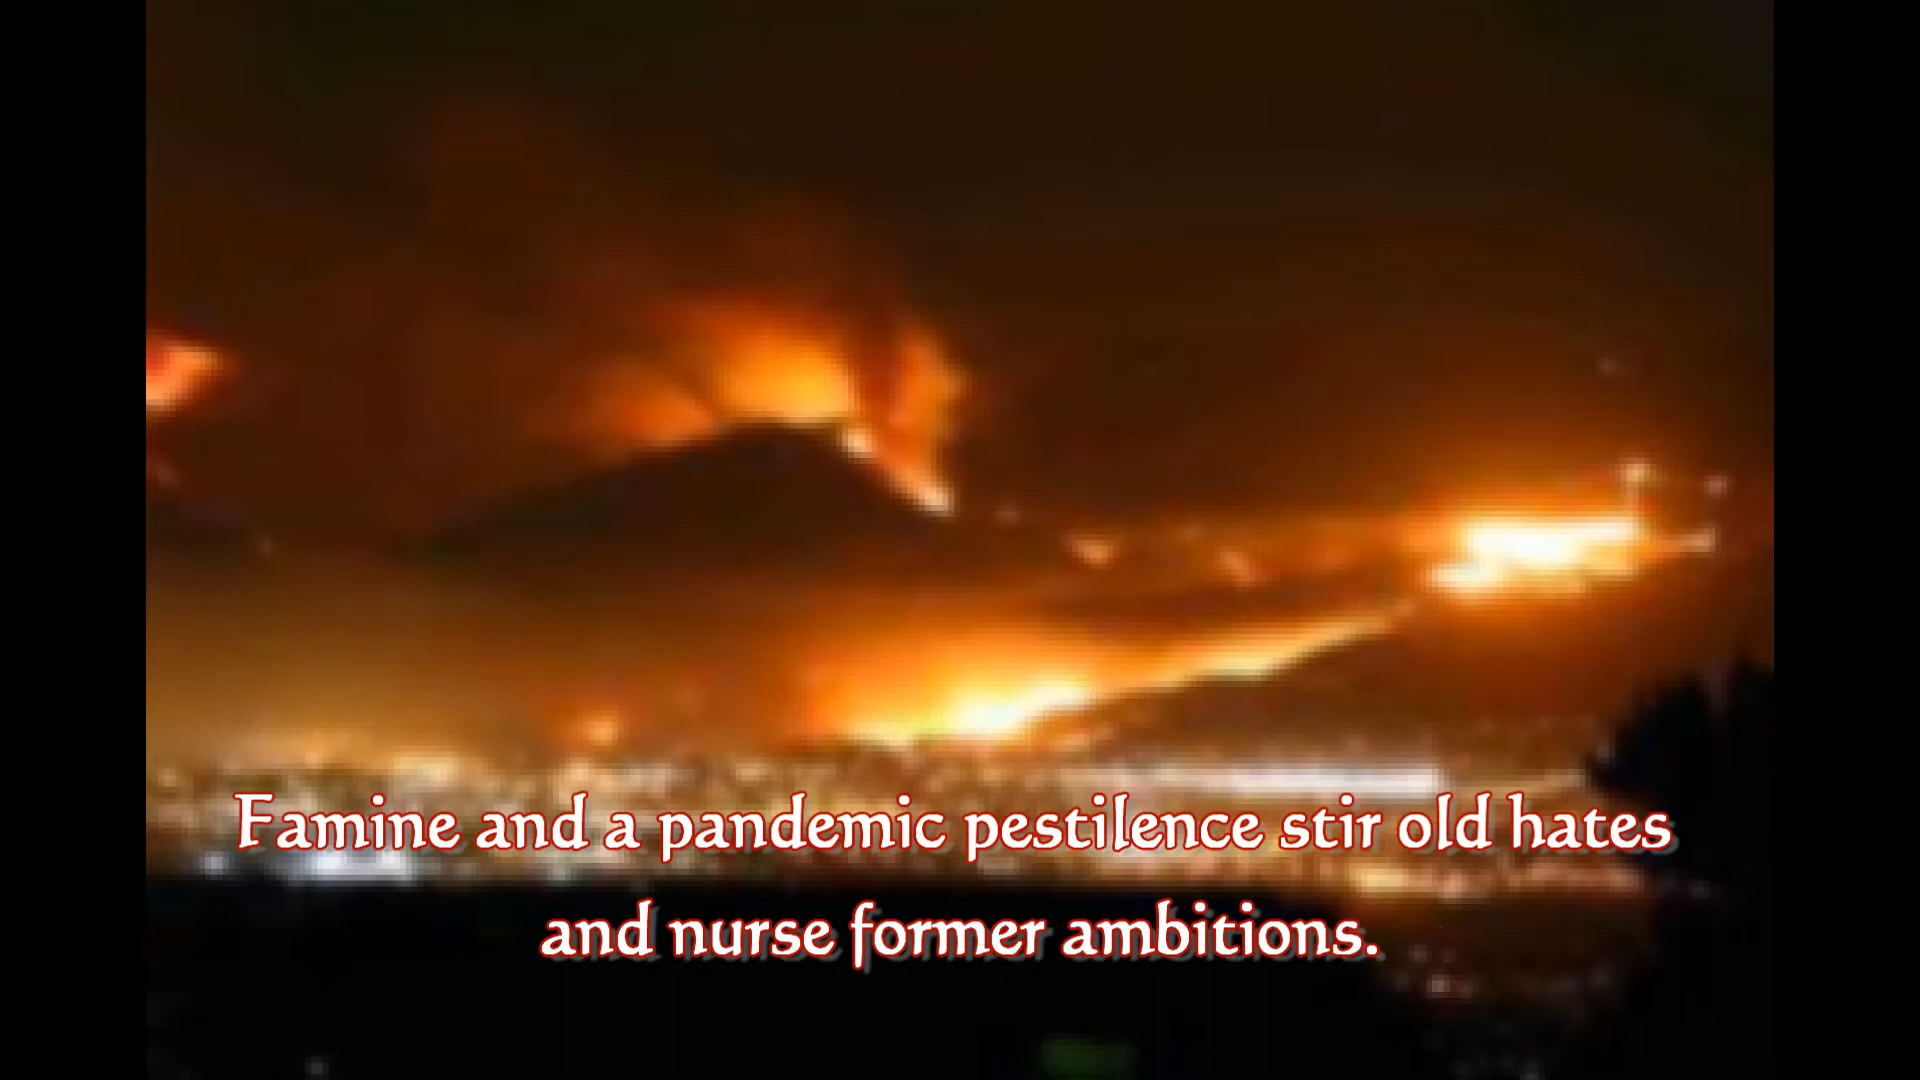 Famine and a pandemic pestilence stir old hates
and nurse former ambitions.